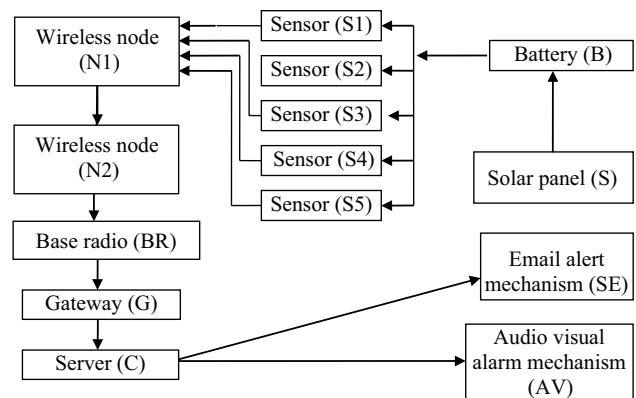 Wireless node
(N1)
Sensor (S1)
Sensor (S2)
Sensor (S3)
Sensor (S4)
Sensor (S5)
Battery (B)
Solar panel (S)
Wireless node
(N2)
Base radio (BR)
Gateway (G)
Server (C)
Email alert
mechanism (SE)
Audio visual
alarm mechanism
(AV)